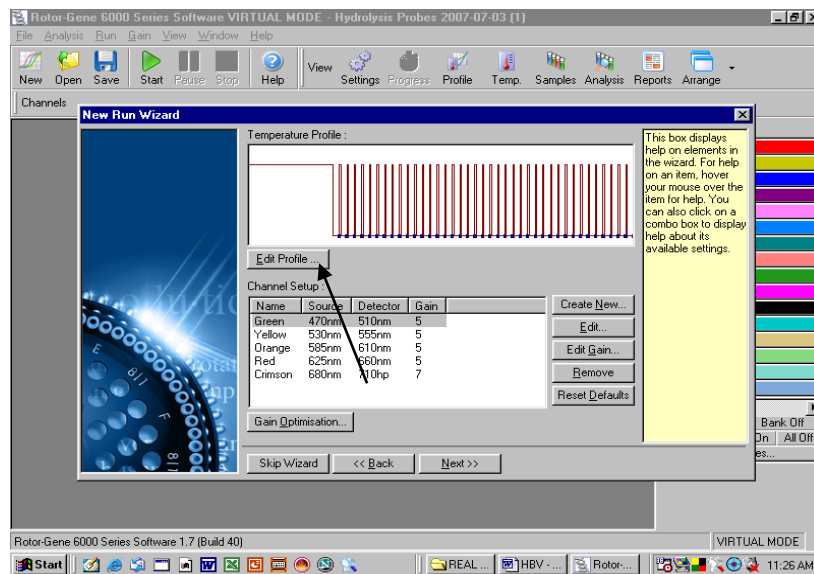 Rotor-Gene 6000 Series Software VIRTUAL MODE - Hydrolysis Probes 2007-07-03 (1)
File Analysis Run Gain View Window Help
New Open Save Start Pause Stop Help View Settings Progress Profile Temp. Samples Analysis Reports Arrange
Channels
New Run Wizard
Temperature Profile :
This box displays
help on elements in
the wizard. For help
on an item, hover
your mouse over the
item for help. You
can also click on a
combo box to display
help about its
available settings.
Edit Profile ...
Channel Setup :
Name Source Detector Gain
Green 470nm 510nm 5
Yellow 530nm 555nm 5
Orange 585nm 610nm 5
Red 625nm 660nm 5
Crimson 680nm 710hp 7
Create New...
Edit...
Edit Gain...
Remove
Reset Defaults
Gain Optimisation...
Skip Wizard << Back Next >>
Bank Off
On All Off
es...
Rotor-Gene 6000 Series Software 1.7 (Build 40) VIRTUAL MODE
Start REAL ... HBV - ... Rotor-... 11:26 AM